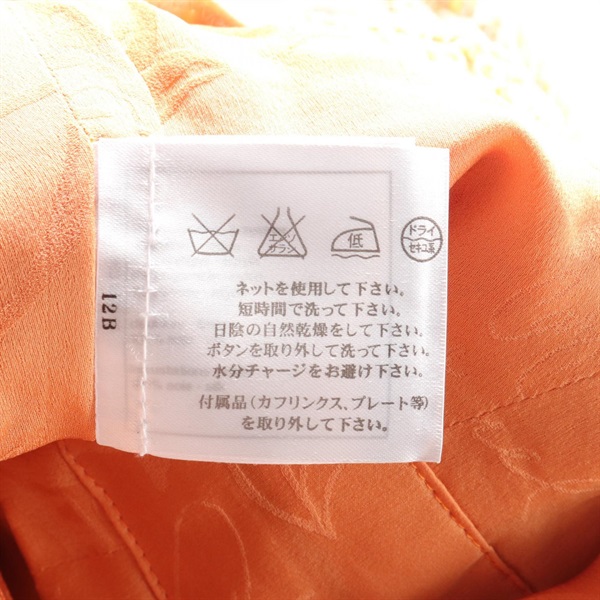 エンソ
サラシ
低
ドライ
セキユ系
ネットを使用して下さい。
短時間で洗って下さい。
日陰の自然乾燥をして下さい。
ボタンを取り外して洗って下さい。
水分チャージをお避け下さい。
付属品（カフリンクス、プレート等）
を取り外して下さい。
12B